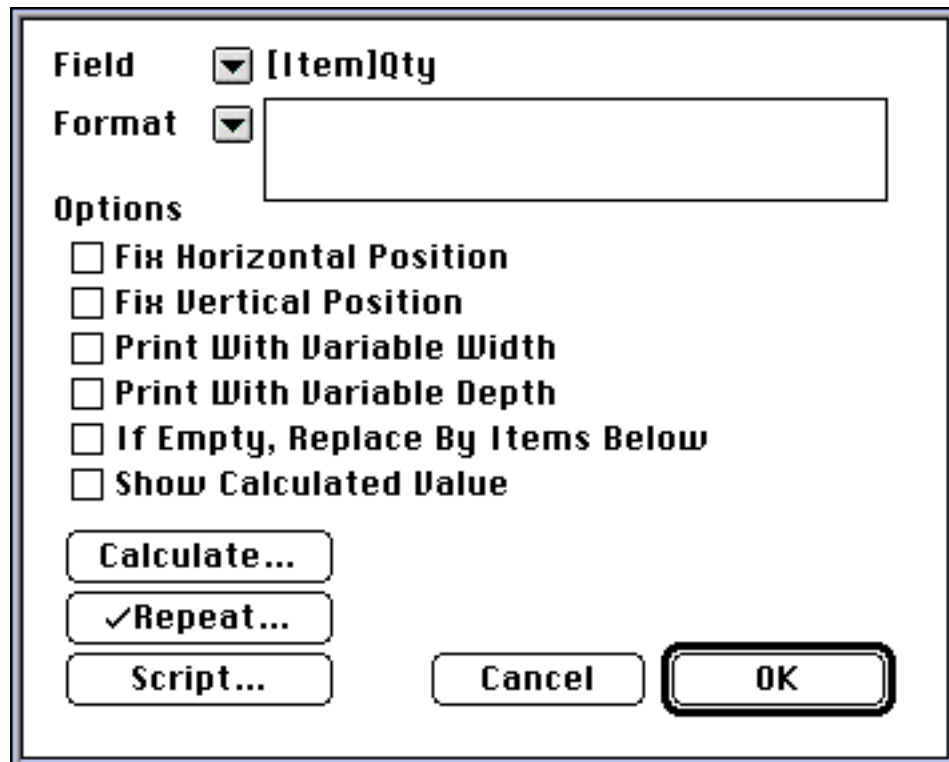 Field [Item]Qty
Format
Options
Fix Horizontal Position
Fix Vertical Position
Print With Variable Width
Print With Variable Depth
If Empty, Replace By Items Below
Show Calculated Value
Calculate...
✓Repeat...
Script... Cancel OK